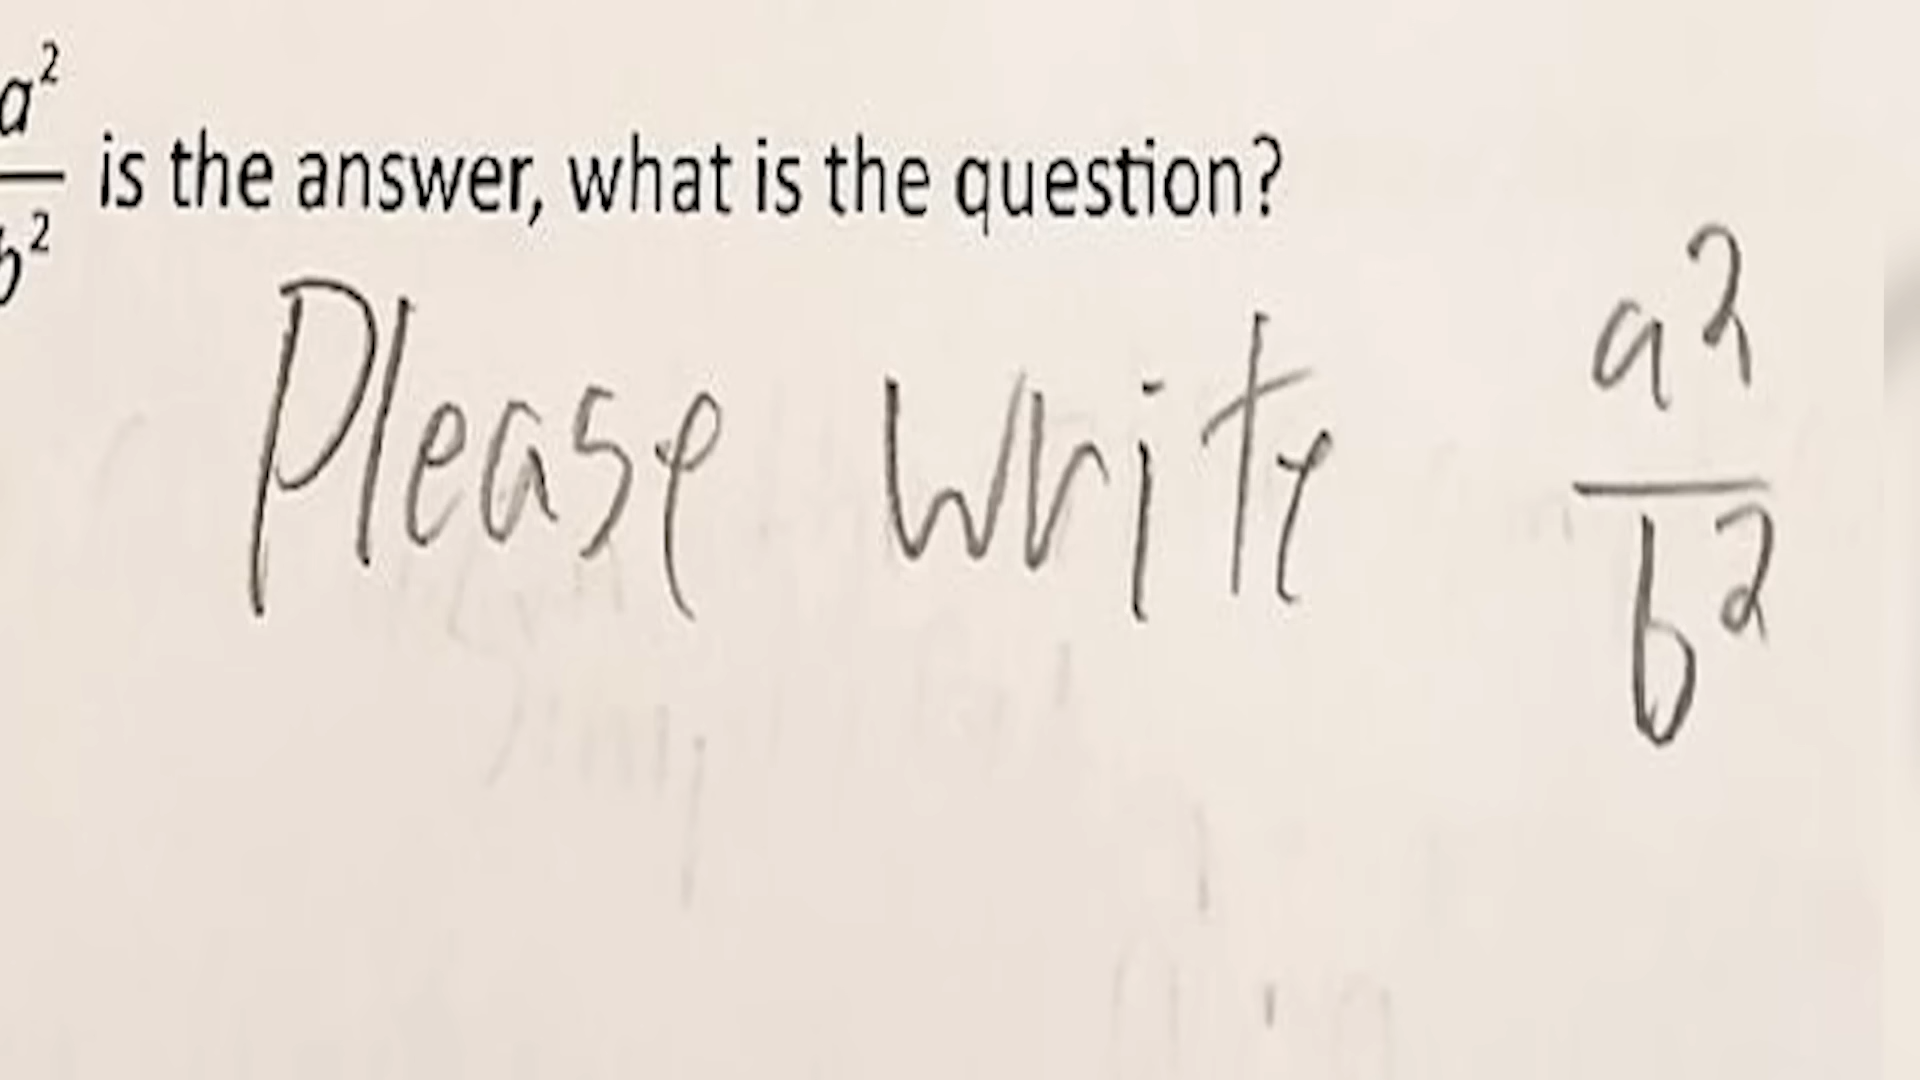 a²/b² is the answer, what is the question?
Please write a²/b²